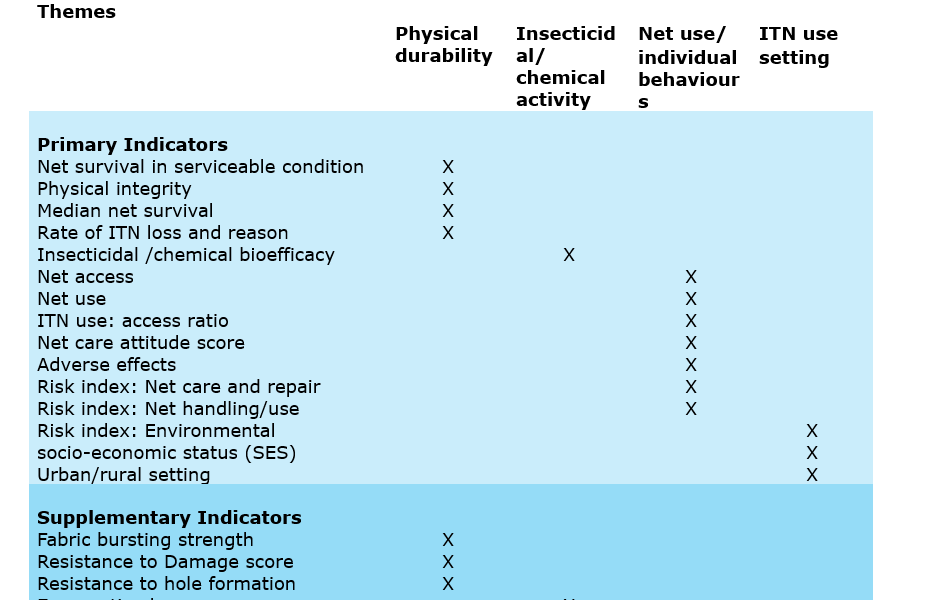 Themes
Physical durability Insecticidal/ chemical activity Net use/ individual behaviours ITN use setting
Primary Indicators
Net survival in serviceable condition X
Physical integrity X
Median net survival X
Rate of ITN loss and reason X
Insecticidal /chemical bioefficacy X
Net access X
Net use X
ITN use: access ratio X
Net care attitude score X
Adverse effects X
Risk index: Net care and repair X
Risk index: Net handling/use X
Risk index: Environmental X
socio-economic status (SES) X
Urban/rural setting X
Supplementary Indicators
Fabric bursting strength X
Resistance to Damage score X
Resistance to hole formation X